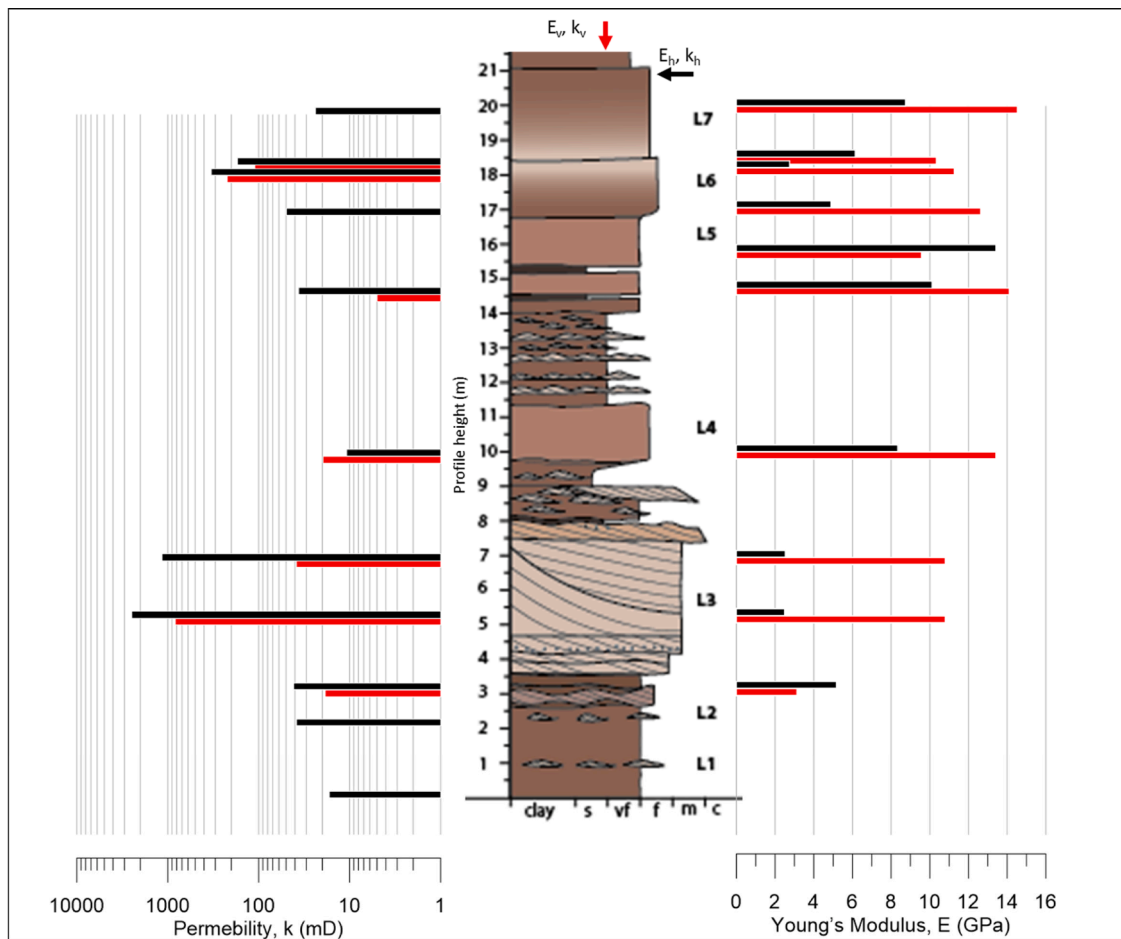 Eᵥ, kᵥ
Eₕ, kₕ
21
20
19
18
17
16
15
14
13
12
11
10
9
8
7
6
5
4
3
2
1
Profile height (m)
L7
L6
L5
L4
L3
L2
L1
clay s vf f m c
10000 1000 100 10 1
Permebility, k (mD)
0 2 4 6 8 10 12 14 16
Young's Modulus, E (GPa)